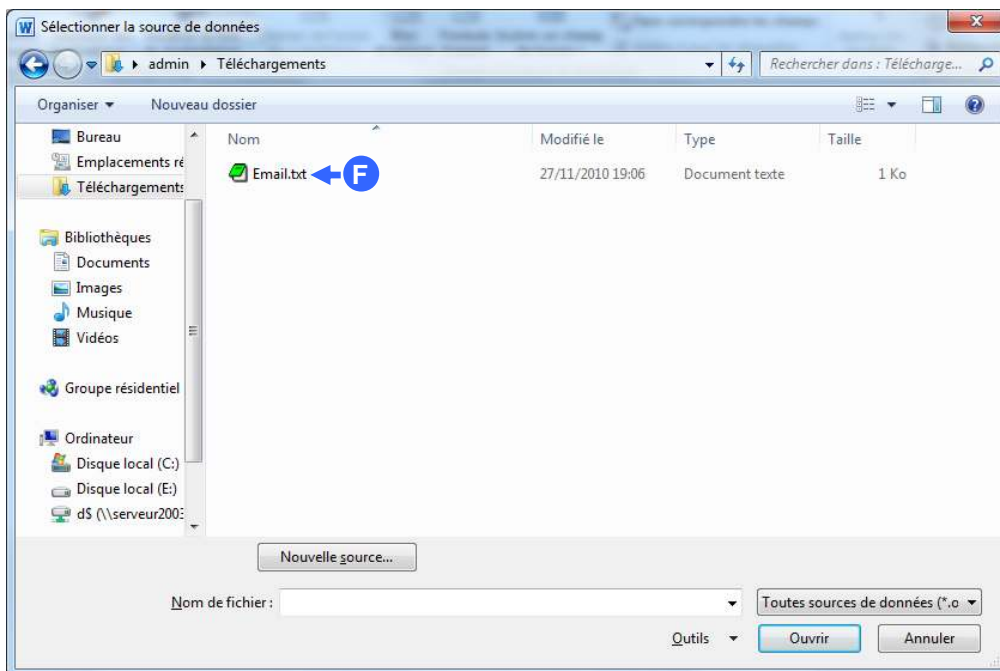 Sélectionner la source de données
admin Téléchargements
Rechercher dans : Télécharge...
Organiser Nouveau dossier
Bureau
Emplacements ré
Téléchargements
Bibliothèques
Documents
Images
Musique
Vidéos
Groupe résidentiel
Ordinateur
Disque local (C:)
Disque local (E:)
d$ (\\serveur2003
Nom Modifié le Type Taille
Email.txt F 27/11/2010 19:06 Document texte 1 Ko
Nouvelle source...
Nom de fichier : Toutes sources de données (*.o
Outils Ouvrir Annuler